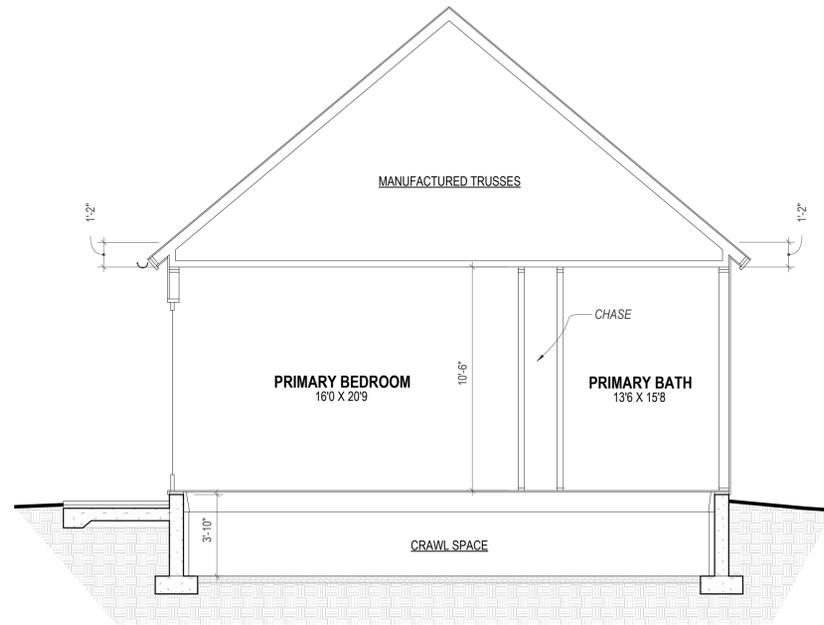 MANUFACTURED TRUSSES
1'-2"
1'-2"
CHASE
10'-6"
PRIMARY BEDROOM
16'0 X 20'9
PRIMARY BATH
13'6 X 15'8
3'-10"
CRAWL SPACE